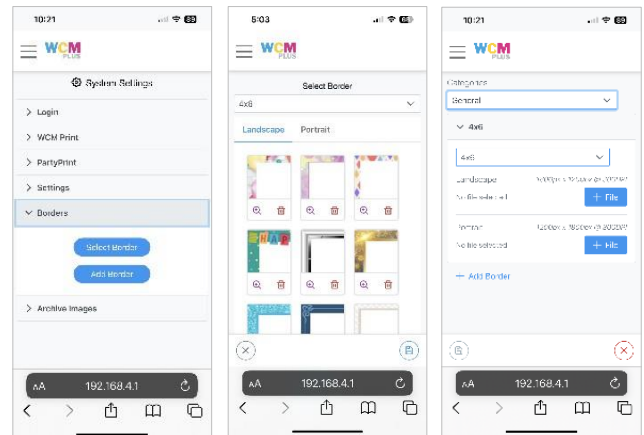 10:21
89
WCM
PLUS
System Settings
Login
WCM Print
PartyPrint
Settings
Borders
Select Border
Add Border
Archive Images
AA 192.168.4.1
5:03
WCM
PLUS
Select Border
4x6
Landscape Portrait
HAP
AA 192.168.4.1
10:21
89
WCM
PLUS
Categories
General
4x6
4x6
Landscape
No file selected
+ File
Portrait
No file selected
+ File
+ Add Border
AA 192.168.4.1